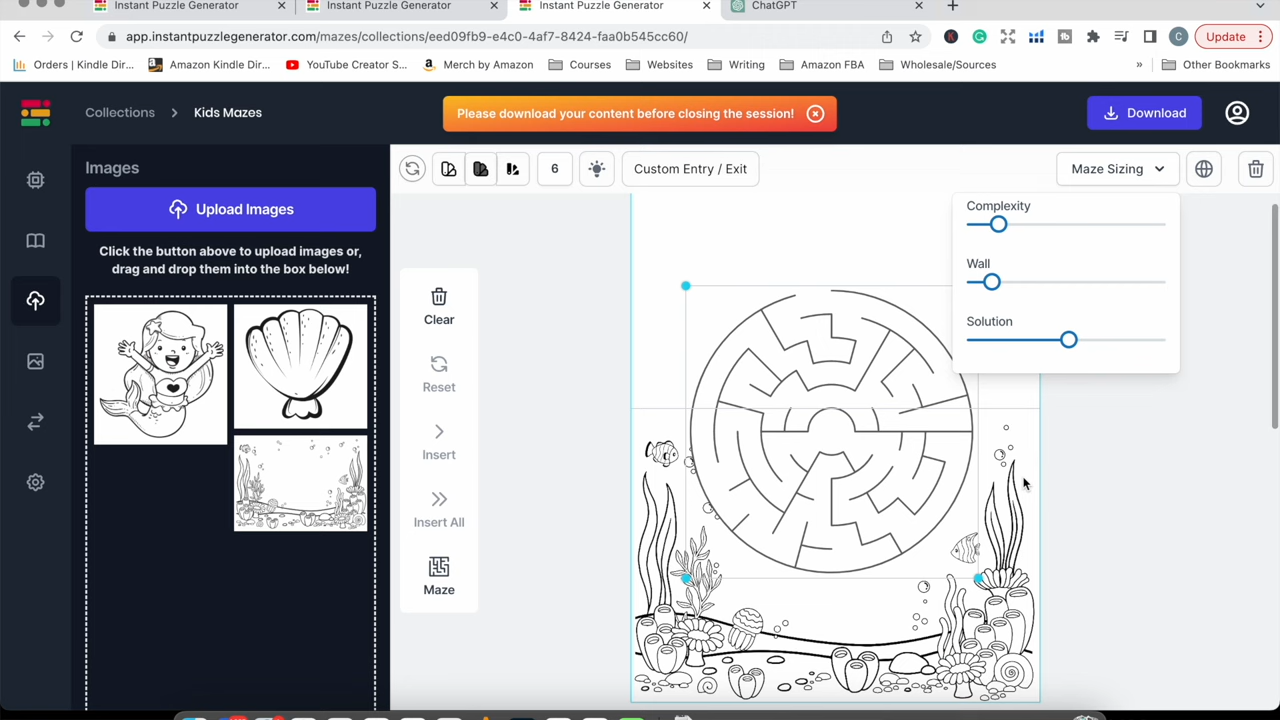 Instant Puzzle Generator
Instant Puzzle Generator
Instant Puzzle Generator
ChatGPT
app.instantpuzzlegenerator.com/mazes/collections/eed09fb9-e4c0-4af7-8424-faa0b545cc60/
C
Update
Orders | Kindle Dir...
Amazon Kindle Dir...
YouTube Creator S...
Merch by Amazon
Courses
Websites
Writing
Amazon FBA
Wholesale/Sources
»
Other Bookmarks
Collections
Kids Mazes
Please download your content before closing the session!
Download
Images
Upload Images
Click the button above to upload images or,
drag and drop them into the box below!
6
Custom Entry / Exit
Maze Sizing
Complexity
Wall
Solution
Clear
Reset
Insert
Insert All
Maze